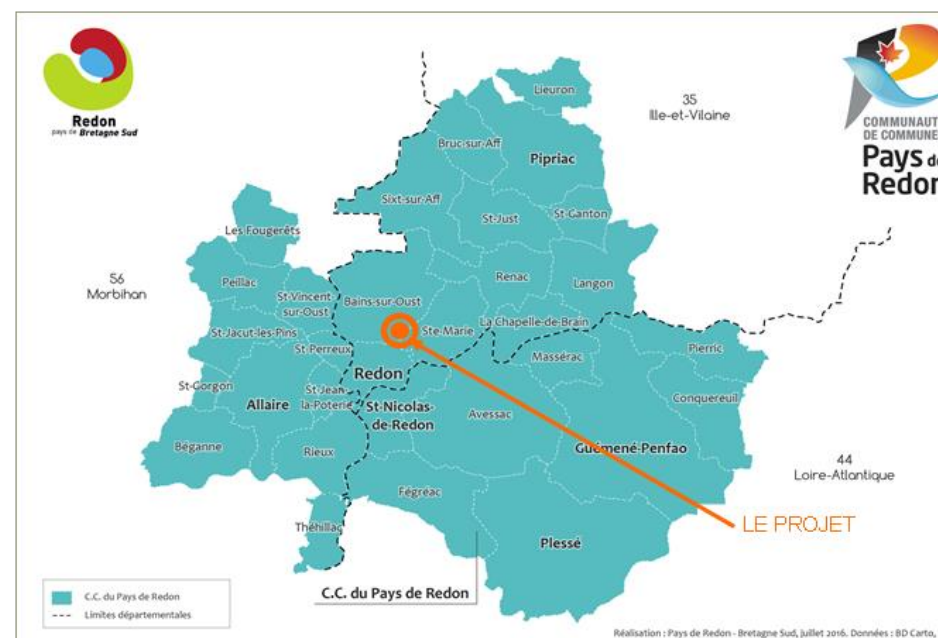 Redon
pays de Bretagne Sud
COMMUNAUT
DE COMMUNE
Pays de
Redon
35
Ille-et-Vilaine
Lieuron
Bruc-sur-Aff
Pipriac
Sixt-sur-Aff
St-Just
St-Ganton
Les Fougerêts
56
Morbihan
Peillac
St-Vincent
sur-Oust
Bains-sur-Oust
Renac
Langon
St-Jacut-les-Pins
Ste-Marie
La Chapelle-de-Brain
St-Perreux
Redon
Massérac
Pierric
St-Gorgon
Allaire
St-Jean-
la-Poterie
St-Nicolas-
de-Redon
Avessac
Conquereuil
Béganne
Rieux
Guémené-Penfao
44
Loire-Atlantique
Fégréac
Théhillac
Plessé
LE PROJET
C.C. du Pays de Redon
C.C. du Pays de Redon
Limites départementales
Réalisation : Pays de Redon - Bretagne Sud, juillet 2016. Données : BD Carto,